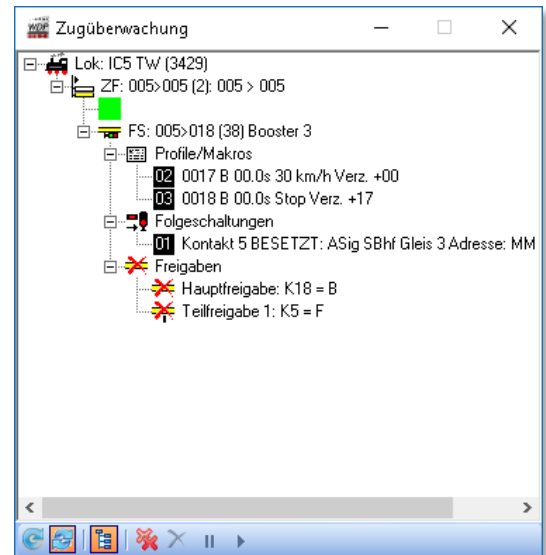 WDP Zugüberwachung
Lok: IC5 TW (3429)
ZF: 005>005 (2): 005 > 005
FS: 005>018 (38) Booster 3
Profile/Makros
02 0017 B 00.0s 30 km/h Verz. +00
03 0018 B 00.0s Stop Verz. +17
Folgeschaltungen
01 Kontakt 5 BESETZT: ASig SBhf Gleis 3 Adresse: MM
Freigaben
Hauptfreigabe: K18 = B
Teilfreigabe 1: K5 = F